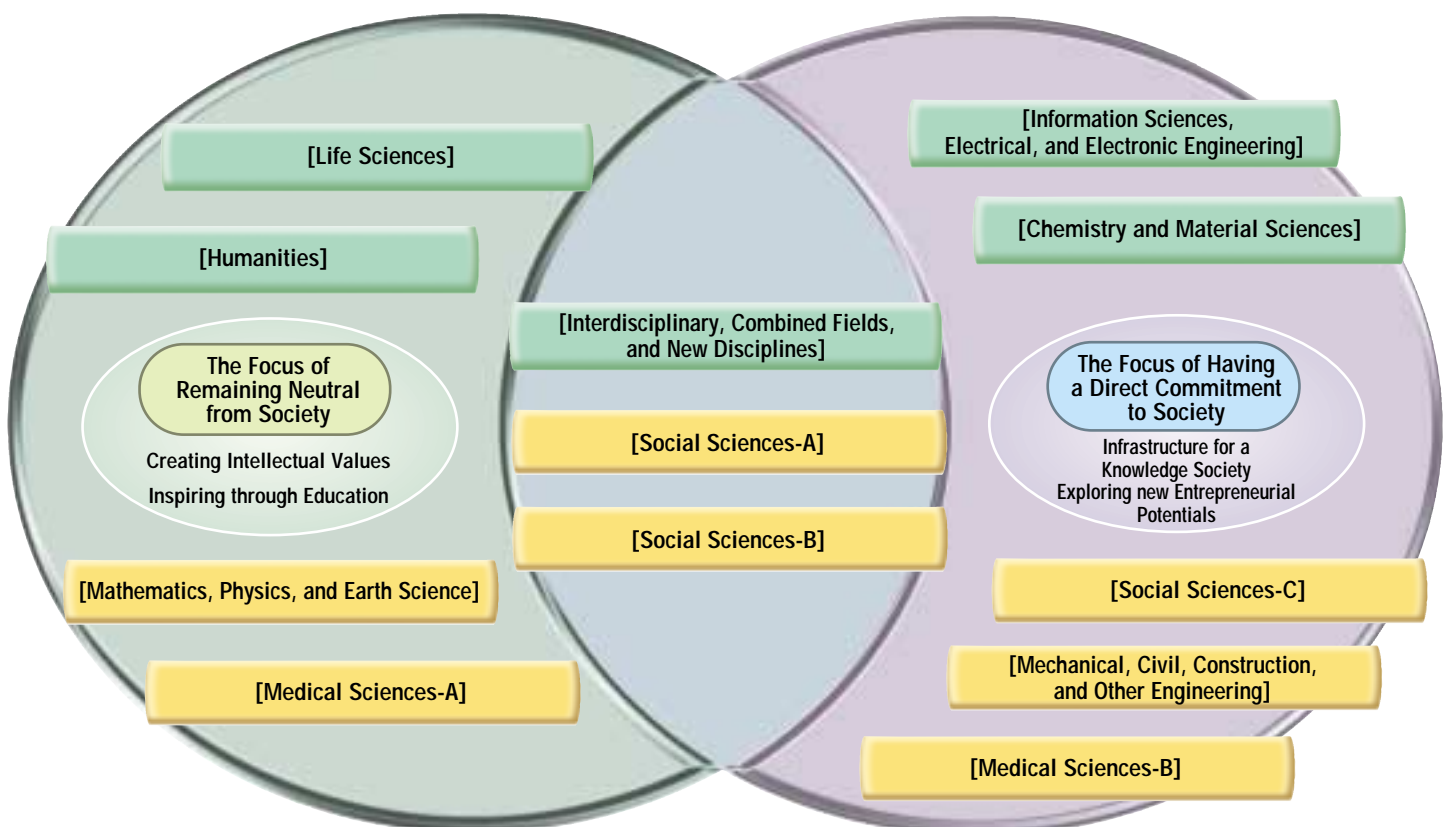 [Life Sciences]
[Humanities]
The Focus of
Remaining Neutral
from Society
Creating Intellectual Values
Inspiring through Education
[Mathematics, Physics, and Earth Science]
[Medical Sciences-A]
[Interdisciplinary, Combined Fields,
and New Disciplines]
[Social Sciences-A]
[Social Sciences-B]
[Information Sciences,
Electrical, and Electronic Engineering]
[Chemistry and Material Sciences]
The Focus of Having
a Direct Commitment
to Society
Infrastructure for a
Knowledge Society
Exploring new Entrepreneurial
Potentials
[Social Sciences-C]
[Mechanical, Civil, Construction,
and Other Engineering]
[Medical Sciences-B]